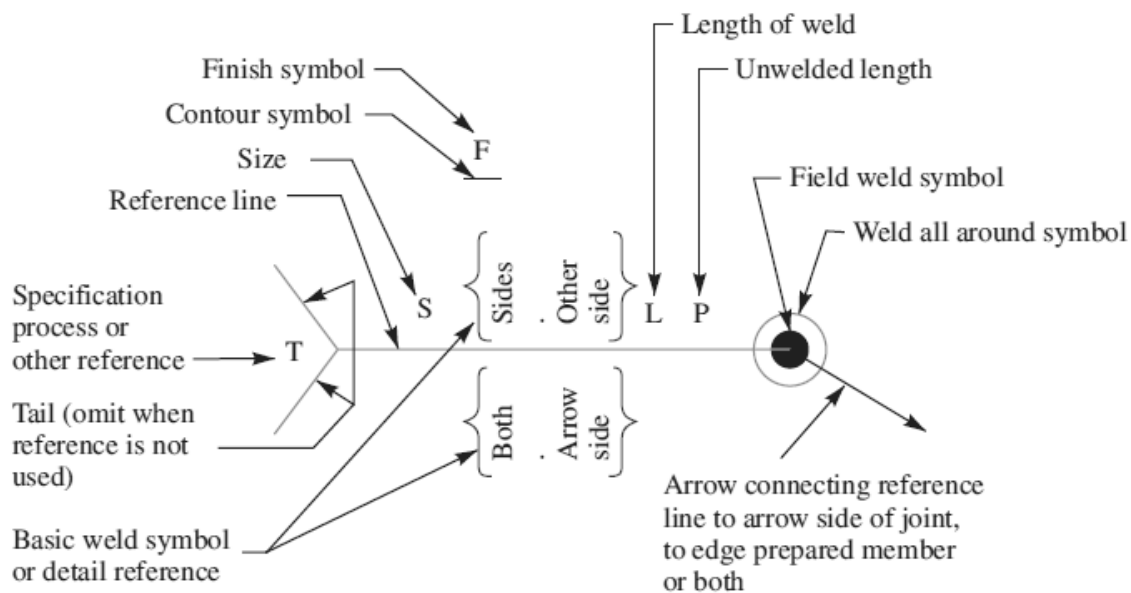 Length of weld
Finish symbol
Unwelded length
Contour symbol
F
Size
Field weld symbol
Reference line
Weld all around symbol
Specification
process or
other reference
T
S
Sides
Other
side
L
P
Tail (omit when
reference is not
used)
Both
Arrow
side
Arrow connecting reference
line to arrow side of joint,
to edge prepared member
or both
Basic weld symbol
or detail reference